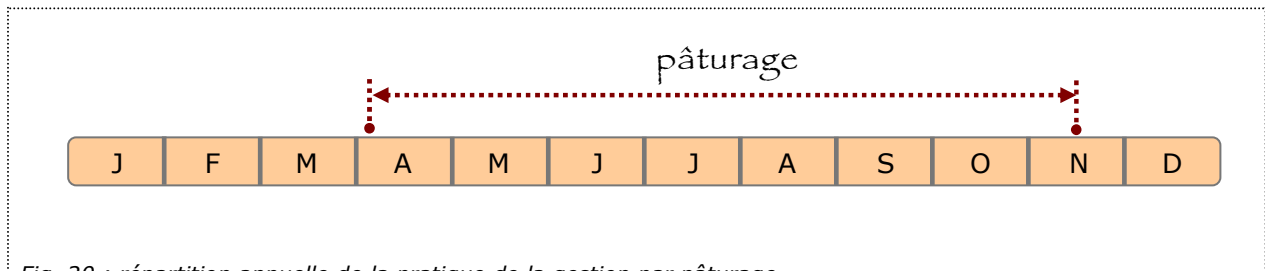 pâturage
J F M A M J J A S O N D
Fig. 30 : répartition annuelle de la pratique de la gestion par pâturage